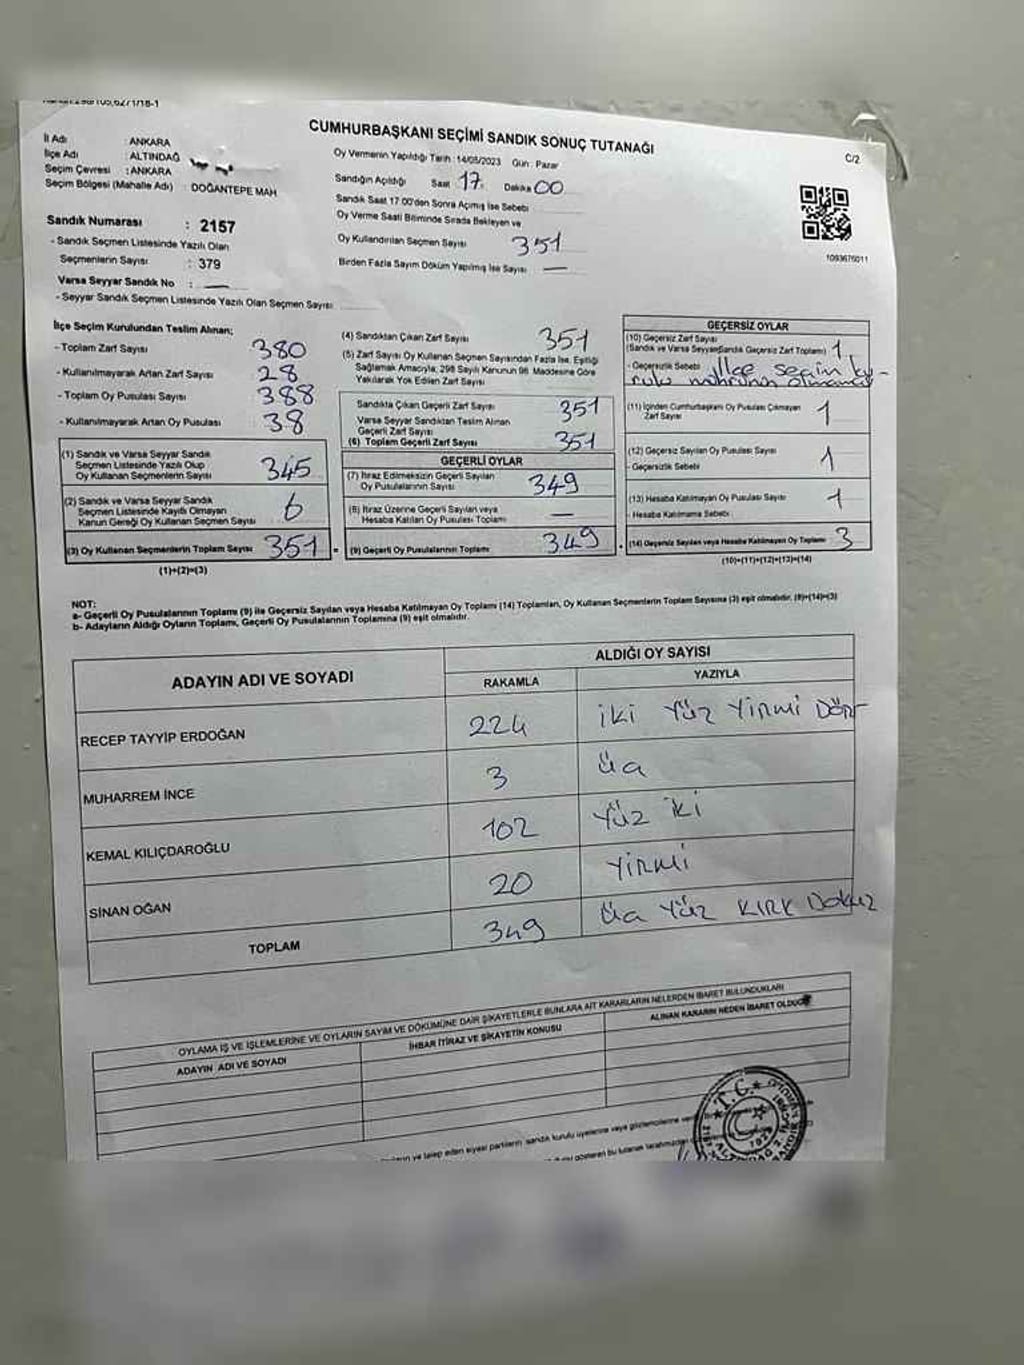 CUMHURBAŞKANI SEÇİMİ SANDIK SONUÇ TUTANAĞI
C/2
İl Adı : ANKARA
İlçe Adı : ALTINDAĞ
Seçim Çevresi : ANKARA
Seçim Bölgesi (Mahalle Adı) : DOĞANTEPE MAH
Sandık Numarası : 2157
- Sandık Seçmen Listesinde Yazılı Olan
Seçmenlerin Sayısı : 379
Varsa Seyyar Sandık No : —
- Seyyar Sandık Seçmen Listesinde Yazılı Olan Seçmen Sayısı:
Oy Vermenin Yapıldığı Tarih : 14/05/2023 Gün : Pazar
Sandığın Açıldığı Saat 17: Dakika 00
Sandık Saat 17.00'den Sonra Açımış İse Sebebi
Oy Verme Saati Bitiminde Sırada Bekleyen ve
Oy Kullandırılan Seçmen Sayısı 351
Birden Fazla Sayım Döküm Yapılmış İse Sayısı —
1093676011
İlçe Seçim Kurulundan Teslim Alınan;
- Toplam Zarf Sayısı 380
- Kullanılmayarak Artan Zarf Sayısı 28
- Toplam Oy Pusulası Sayısı 388
- Kullanılmayarak Artan Oy Pusulası 38
(1) Sandık ve Varsa Seyyar Sandık
Seçmen Listesinde Yazılı Olup
Oy Kullanan Seçmenlerin Sayısı 345
(2) Sandık ve Varsa Seyyar Sandık
Seçmen Listesinde Kayıtlı Olmayan
Kanun Gereği Oy Kullanan Seçmen Sayısı 6
(3) Oy Kullanan Seçmenlerin Toplam Sayısı 351 =
(1)+(2)=(3)
(4) Sandıktan Çıkan Zarf Sayısı 351
(5) Zarf Sayısı Oy Kullanan Seçmen Sayısından Fazla İse, Eşitliği
Sağlamak Amacıyla, 298 Sayılı Kanunun 98. Maddesine Göre
Yakılarak Yok Edilen Zarf Sayısı
Sandıkta Çıkan Geçerli Zarf Sayısı 351
Varsa Seyyar Sandıktan Teslim Alınan
Geçerli Zarf Sayısı
(6) Toplam Geçerli Zarf Sayısı 351
GEÇERLİ OYLAR
(7) İtiraz Edilmeksizin Geçerli Sayılan
Oy Pusulalarının Sayısı 349
(8) İtiraz Üzerine Geçerli Sayılan veya
Hesaba Katılan Oy Pusulası Toplamı —
(9) Geçerli Oy Pusulalarının Toplamı 349
GEÇERSİZ OYLAR
(10) Geçersiz Zarf Sayısı
(Sandık ve Varsa Seyyar Sandık Geçersiz Zarf Toplamı) 1
- Geçersizlik Sebebi İlçe seçim ku-
rulu mührünün olmaması
(11) İçinden Cumhurbaşkanı Oy Pusulası Çıkmayan
Zarf Sayısı 1
(12) Geçersiz Sayılan Oy Pusulası Sayısı 1
- Geçersizlik Sebebi
(13) Hesaba Katılmayan Oy Pusulası Sayısı 1
- Hesaba Katılmama Sebebi
(14) Geçersiz Sayılan veya Hesaba Katılmayan Oy Toplamı 3
(10)+(11)+(12)+(13)=(14)
NOT:
a- Geçerli Oy Pusulalarının Toplamı (9) ile Geçersiz Sayılan veya Hesaba Katılmayan Oy Toplamı (14) Toplamları, Oy Kullanan Seçmenlerin Toplam Sayısına (3) eşit olmalıdır. (9)+(14)=(3)
b- Adayların Aldığı Oyların Toplamı, Geçerli Oy Pusulalarının Toplamına (9) eşit olmalıdır.
ADAYIN ADI VE SOYADI
ALDIĞI OY SAYISI
RAKAMLA YAZIYLA
RECEP TAYYİP ERDOĞAN 224 iki Yüz Yirmi Dört
MUHARREM İNCE 3 üç
KEMAL KILIÇDAROĞLU 102 Yüz iki
SİNAN OĞAN 20 Yirmi
TOPLAM 349 üç Yüz KIRK Dokuz
OYLAMA İŞ VE İŞLEMLERİNE VE OYLARIN SAYIM VE DÖKÜMÜNE DAİR ŞİKAYETLERLE BUNLARA AİT KARARLARIN NELERDEN İBARET BULUNDUKLARI
ADAYIN ADI VE SOYADI
İHBAR İTİRAZ VE ŞİKAYETİN KONUSU
ALINAN KARARIN NEDEN İBARET OLDUĞU
talep eden siyasi partilerin sandık kurulu üyelerine veya gözlemcilerine
T.C.